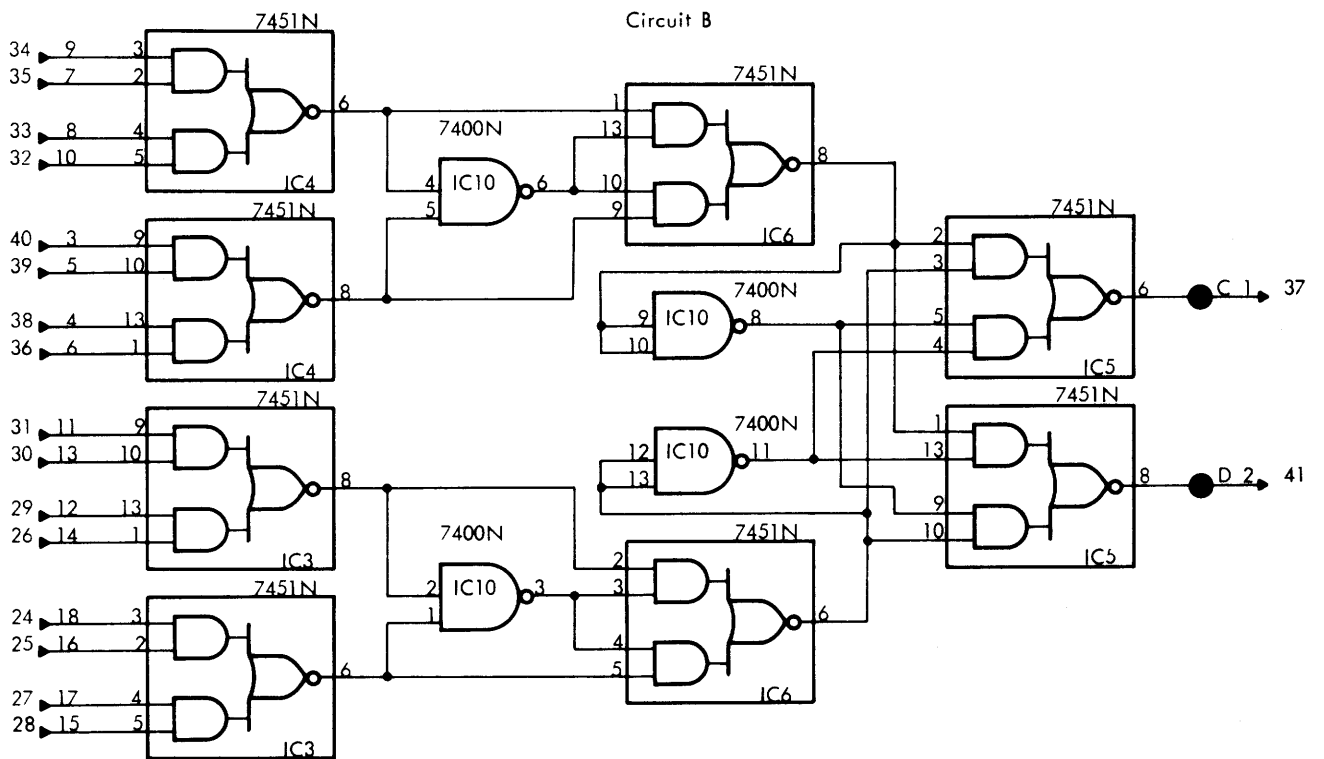 Circuit B
7451N
34 9 3
35 7 2
33 8 4
32 10 5
6
IC4
7451N
40 3 9
39 5 10
38 4 13
36 6 1
8
IC4
7451N
31 11 9
30 13 10
29 12 13
26 14 1
8
IC3
7451N
24 18 3
25 16 2
27 17 4
28 15 5
6
IC3
7400N
4
5
IC10
6
7400N
2
1
IC10
3
7451N
1
13
10
9
8
IC6
7400N
9
10
IC10
8
7400N
12
13
IC10
11
7451N
2
3
4
5
6
IC6
7451N
2
3
5
4
6
IC5
C 1 37
7451N
1
13
9
10
8
IC5
D 2 41